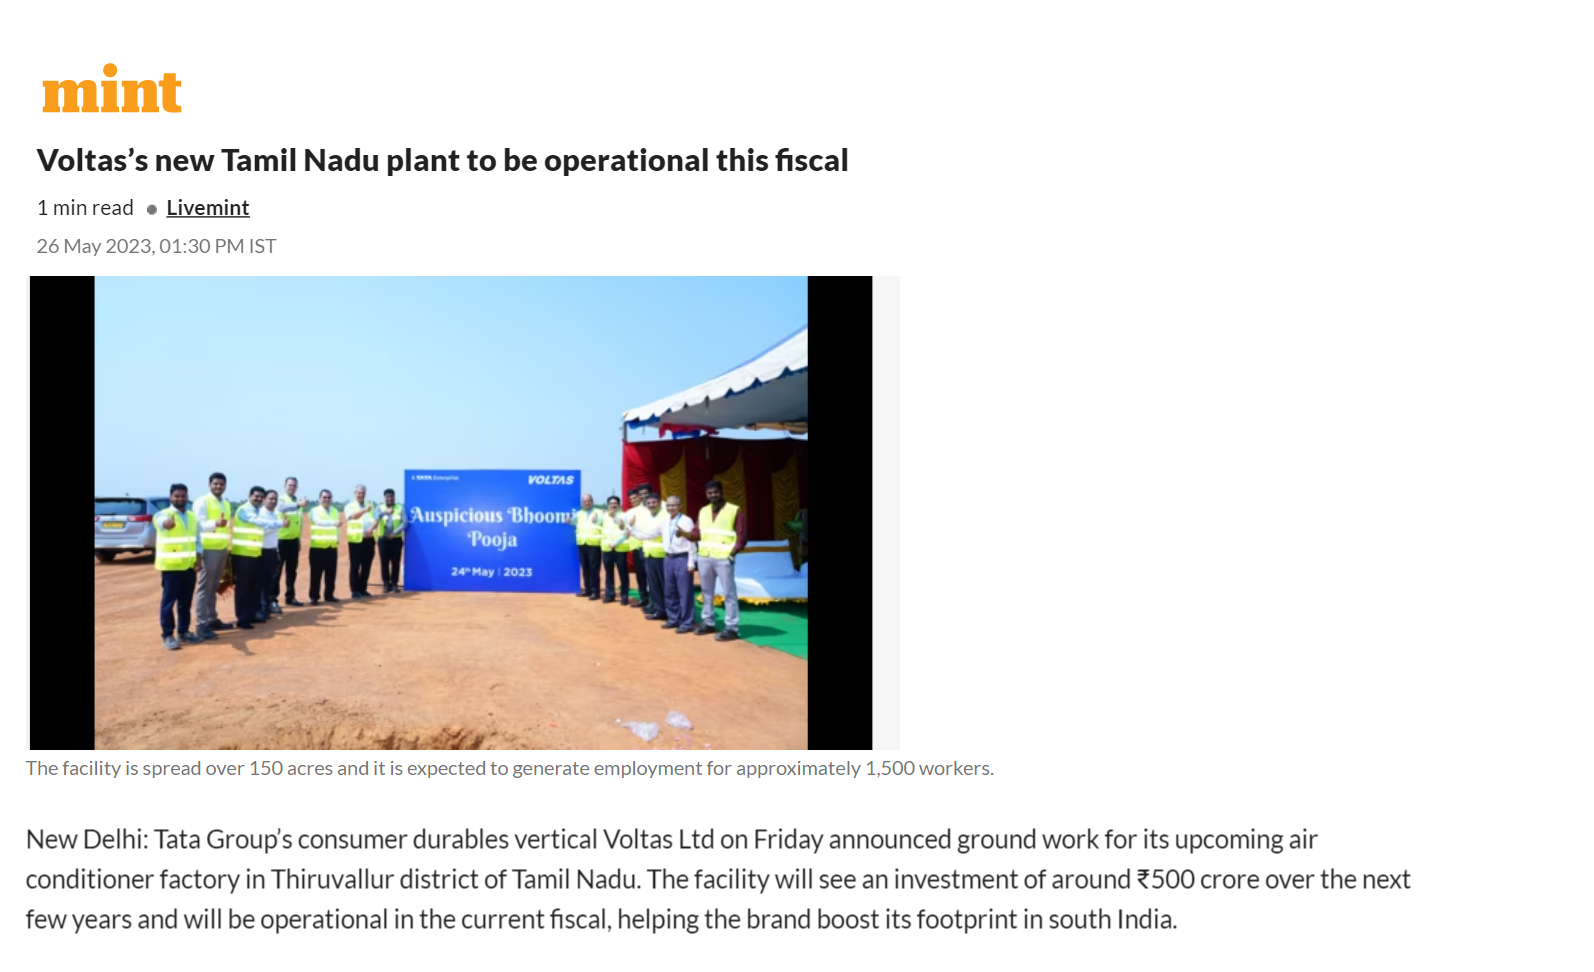 mint
Voltas’s new Tamil Nadu plant to be operational this fiscal
1 min read ● Livemint
26 May 2023, 01:30 PM IST
TATA Enterprise
VOLTAS
Auspicious Bhoomi
Pooja
24th May | 2023
The facility is spread over 150 acres and it is expected to generate employment for approximately 1,500 workers.
New Delhi: Tata Group’s consumer durables vertical Voltas Ltd on Friday announced ground work for its upcoming air
conditioner factory in Thiruvallur district of Tamil Nadu. The facility will see an investment of around ₹500 crore over the next
few years and will be operational in the current fiscal, helping the brand boost its footprint in south India.